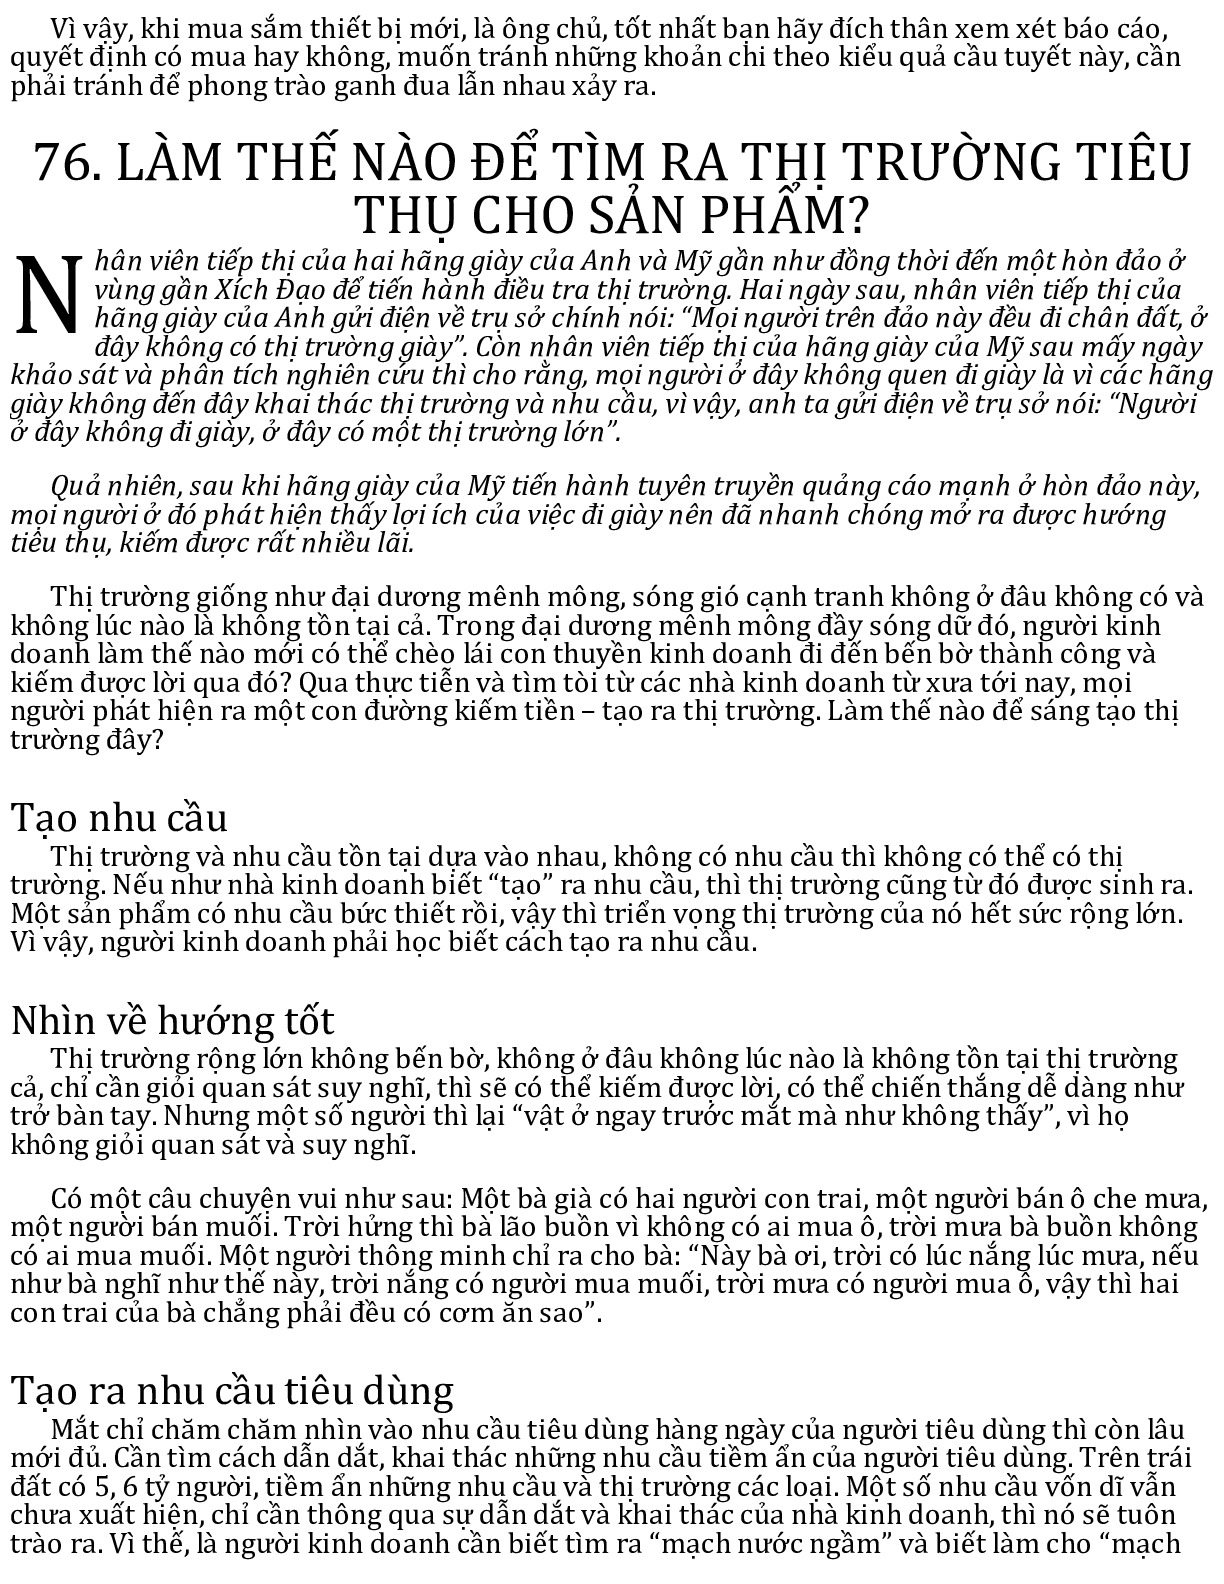 Vì vậy, khi mua sắm thiết bị mới, là ông chủ, tốt nhất bạn hãy đích thân xem xét báo cáo,
quyết định có mua hay không, muốn tránh những khoản chi theo kiểu quả cầu tuyết này, cần
phải tránh để phong trào ganh đua lẫn nhau xảy ra.
76. LÀM THẾ NÀO ĐỂ TÌM RA THỊ TRƯỜNG TIÊU
THỤ CHO SẢN PHẨM?
Nhân viên tiếp thị của hai hãng giày của Anh và Mỹ gần như đồng thời đến một hòn đảo ở
vùng gần Xích Đạo để tiến hành điều tra thị trường. Hai ngày sau, nhân viên tiếp thị của
hãng giày của Anh gửi điện về trụ sở chính nói: “Mọi người trên đảo này đều đi chân đất, ở
đây không có thị trường giày”. Còn nhân viên tiếp thị của hãng giày của Mỹ sau mấy ngày
khảo sát và phân tích nghiên cứu thì cho rằng, mọi người ở đây không quen đi giày là vì các hãng
giày không đến đây khai thác thị trường và nhu cầu, vì vậy, anh ta gửi điện về trụ sở nói: “Người
ở đây không đi giày, ở đây có một thị trường lớn”.
Quả nhiên, sau khi hãng giày của Mỹ tiến hành tuyên truyền quảng cáo mạnh ở hòn đảo này,
mọi người ở đó phát hiện thấy lợi ích của việc đi giày nên đã nhanh chóng mở ra được hướng
tiêu thụ, kiếm được rất nhiều lãi.
Thị trường giống như đại dương mênh mông, sóng gió cạnh tranh không ở đâu không có và
không lúc nào là không tồn tại cả. Trong đại dương mênh mông đầy sóng dữ đó, người kinh
doanh làm thế nào mới có thể chèo lái con thuyền kinh doanh đi đến bến bờ thành công và
kiếm được lời qua đó? Qua thực tiễn và tìm tòi từ các nhà kinh doanh từ xưa tới nay, mọi
người phát hiện ra một con đường kiếm tiền – tạo ra thị trường. Làm thế nào để sáng tạo thị
trường đây?
Tạo nhu cầu
Thị trường và nhu cầu tồn tại dựa vào nhau, không có nhu cầu thì không có thể có thị
trường. Nếu như nhà kinh doanh biết “tạo” ra nhu cầu, thì thị trường cũng từ đó được sinh ra.
Một sản phẩm có nhu cầu bức thiết rồi, vậy thì triển vọng thị trường của nó hết sức rộng lớn.
Vì vậy, người kinh doanh phải học biết cách tạo ra nhu cầu.
Nhìn về hướng tốt
Thị trường rộng lớn không bến bờ, không ở đâu không lúc nào là không tồn tại thị trường
cả, chỉ cần giỏi quan sát suy nghĩ, thì sẽ có thể kiếm được lời, có thể chiến thắng dễ dàng như
trở bàn tay. Nhưng một số người thì lại “vật ở ngay trước mắt mà như không thấy”, vì họ
không giỏi quan sát và suy nghĩ.
Có một câu chuyện vui như sau: Một bà già có hai người con trai, một người bán ô che mưa,
một người bán muối. Trời hửng thì bà lão buồn vì không có ai mua ô, trời mưa bà buồn không
có ai mua muối. Một người thông minh chỉ ra cho bà: “Này bà ơi, trời có lúc nắng lúc mưa, nếu
như bà nghĩ như thế này, trời nắng có người mua muối, trời mưa có người mua ô, vậy thì hai
con trai của bà chẳng phải đều có cơm ăn sao”.
Tạo ra nhu cầu tiêu dùng
Mắt chỉ chăm chăm nhìn vào nhu cầu tiêu dùng hàng ngày của người tiêu dùng thì còn lâu
mới đủ. Cần tìm cách dẫn dắt, khai thác những nhu cầu tiềm ẩn của người tiêu dùng. Trên trái
đất có 5, 6 tỷ người, tiềm ẩn những nhu cầu và thị trường các loại. Một số nhu cầu vốn dĩ vẫn
chưa xuất hiện, chỉ cần thông qua sự dẫn dắt và khai thác của nhà kinh doanh, thì nó sẽ tuôn
trào ra. Vì thế, là người kinh doanh cần biết tìm ra “mạch nước ngầm” và biết làm cho “mạch